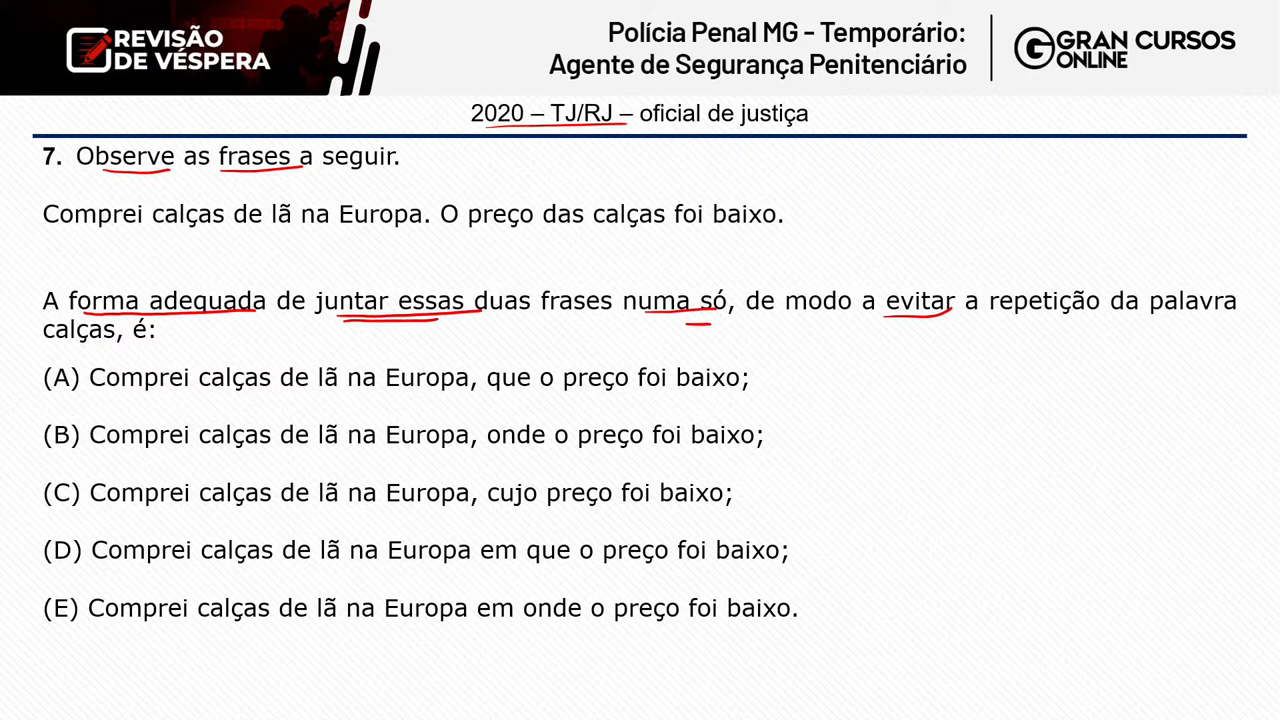 REVISÃO
DE VÉSPERA
Polícia Penal MG - Temporário:
Agente de Segurança Penitenciário
G GRAN CURSOS
ONLINE
2020 – TJ/RJ – oficial de justiça
7. Observe as frases a seguir.
Comprei calças de lã na Europa. O preço das calças foi baixo.
A forma adequada de juntar essas duas frases numa só, de modo a evitar a repetição da palavra
calças, é:
(A) Comprei calças de lã na Europa, que o preço foi baixo;
(B) Comprei calças de lã na Europa, onde o preço foi baixo;
(C) Comprei calças de lã na Europa, cujo preço foi baixo;
(D) Comprei calças de lã na Europa em que o preço foi baixo;
(E) Comprei calças de lã na Europa em onde o preço foi baixo.